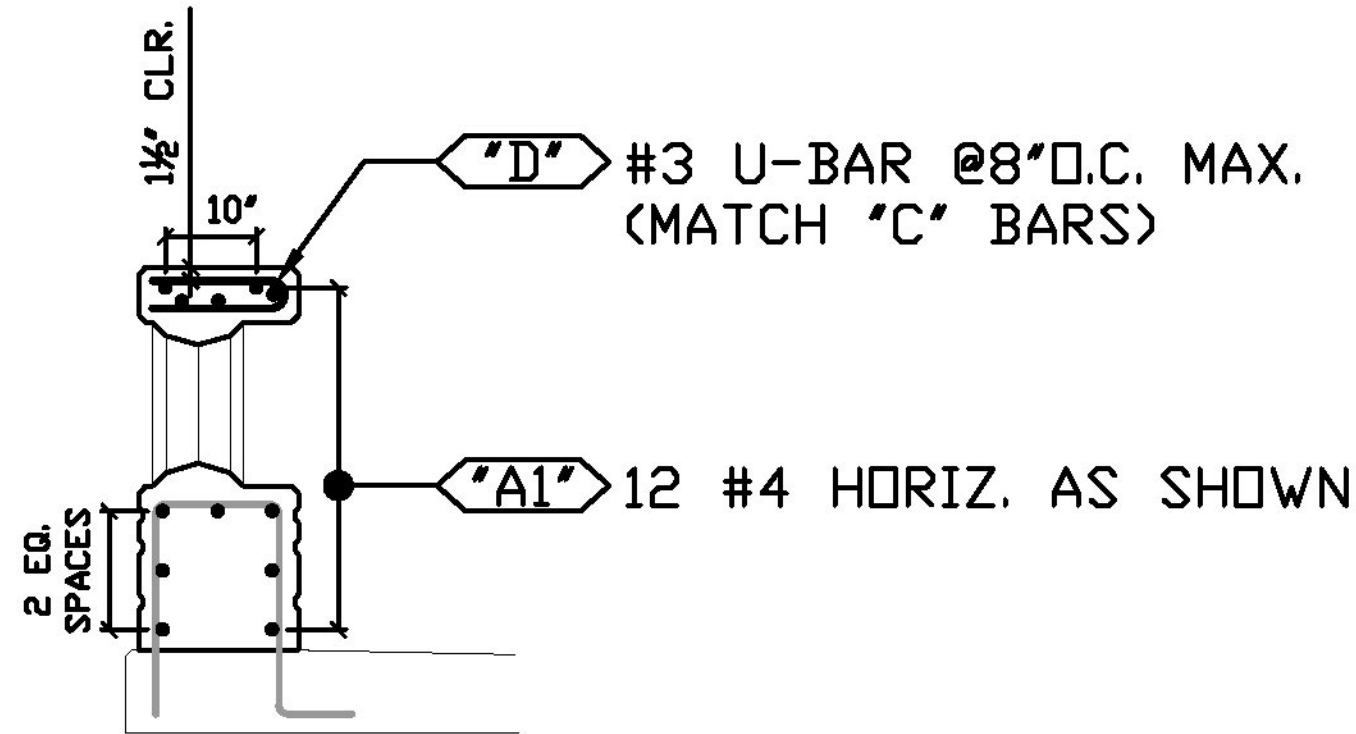 1½" CLR.
10"
"D" #3 U-BAR @8"O.C. MAX.
(MATCH "C" BARS)
"A1" 12 #4 HORIZ. AS SHOWN
2 EQ.
SPACES